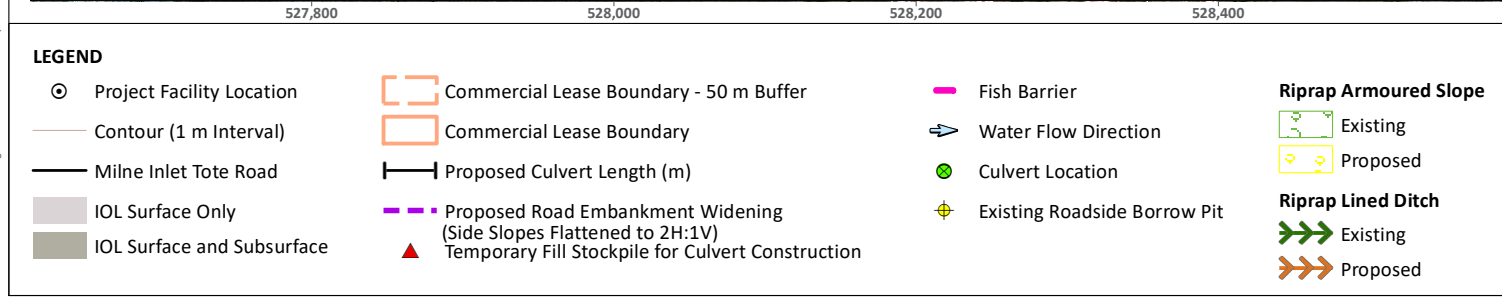 527,800 528,000 528,200 528,400
LEGEND
Project Facility Location
Contour (1 m Interval)
Milne Inlet Tote Road
IOL Surface Only
IOL Surface and Subsurface
Commercial Lease Boundary - 50 m Buffer
Commercial Lease Boundary
Proposed Culvert Length (m)
Proposed Road Embankment Widening
(Side Slopes Flattened to 2H:1V)
Temporary Fill Stockpile for Culvert Construction
Fish Barrier
Water Flow Direction
Culvert Location
Existing Roadside Borrow Pit
Riprap Armoured Slope
Existing
Proposed
Riprap Lined Ditch
Existing
Proposed